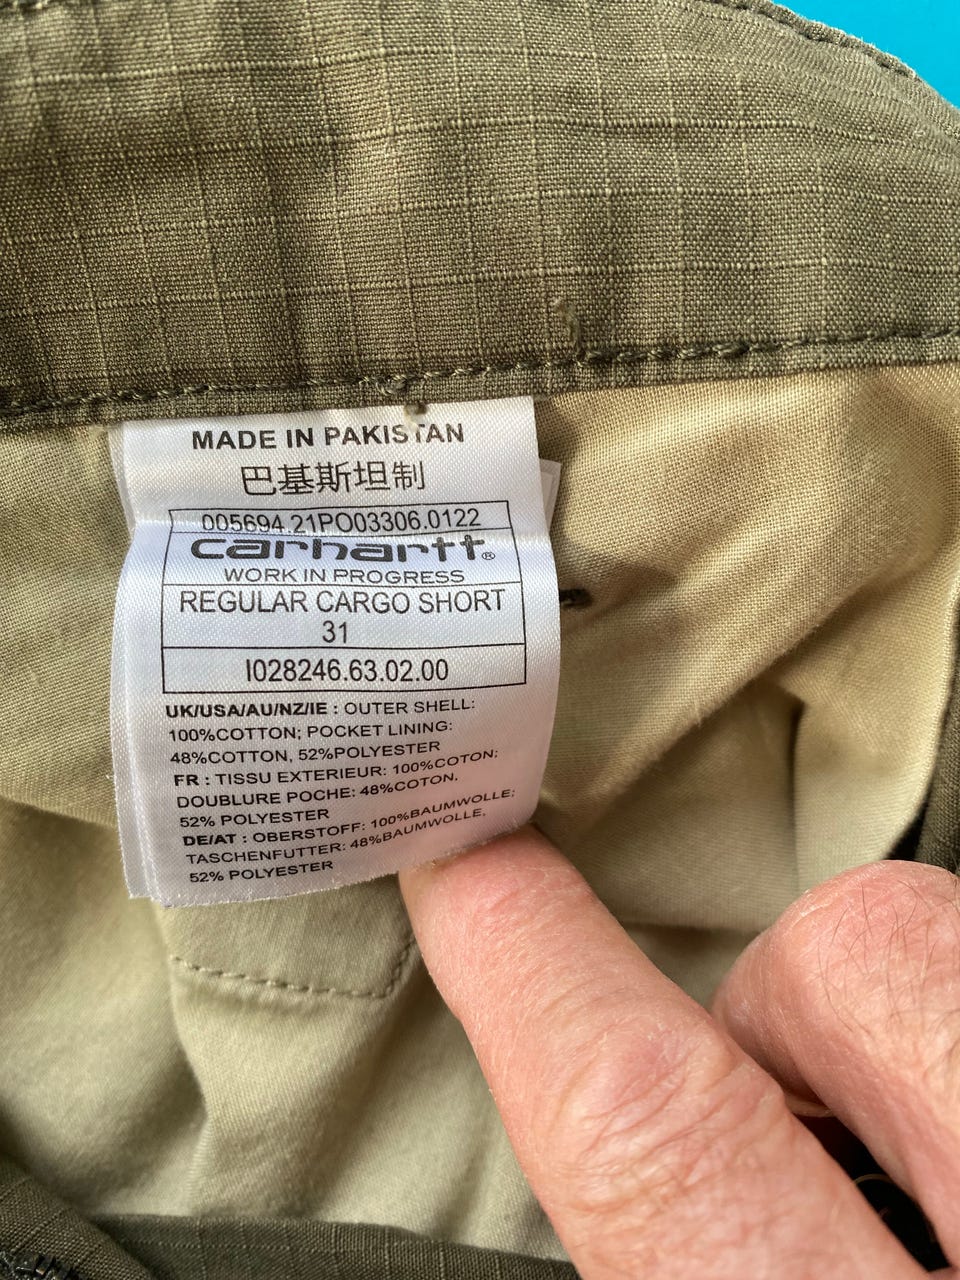 MADE IN PAKISTAN
巴基斯坦制
005694.21PO03306.0122
carhartt®
WORK IN PROGRESS
REGULAR CARGO SHORT
31
I028246.63.02.00
UK/USA/AU/NZ/IE : OUTER SHELL:
100%COTTON; POCKET LINING:
48%COTTON, 52%POLYESTER
FR : TISSU EXTERIEUR: 100%COTON;
DOUBLURE POCHE: 48%COTON,
52% POLYESTER
DE/AT : OBERSTOFF: 100%BAUMWOLLE;
TASCHENFUTTER: 48%BAUMWOLLE,
52% POLYESTER